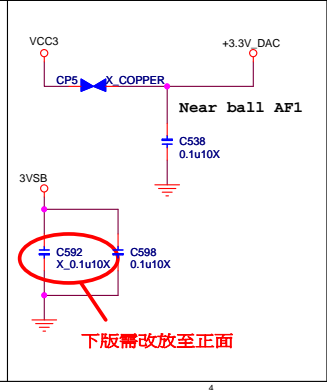 VCC3
+3.3V_DAC
CP5
X_COPPER
Near ball AF1
C538
0.1u10X
3VSB
C592
X_0.1u10X
C598
0.1u10X
下版需改放至正面
4